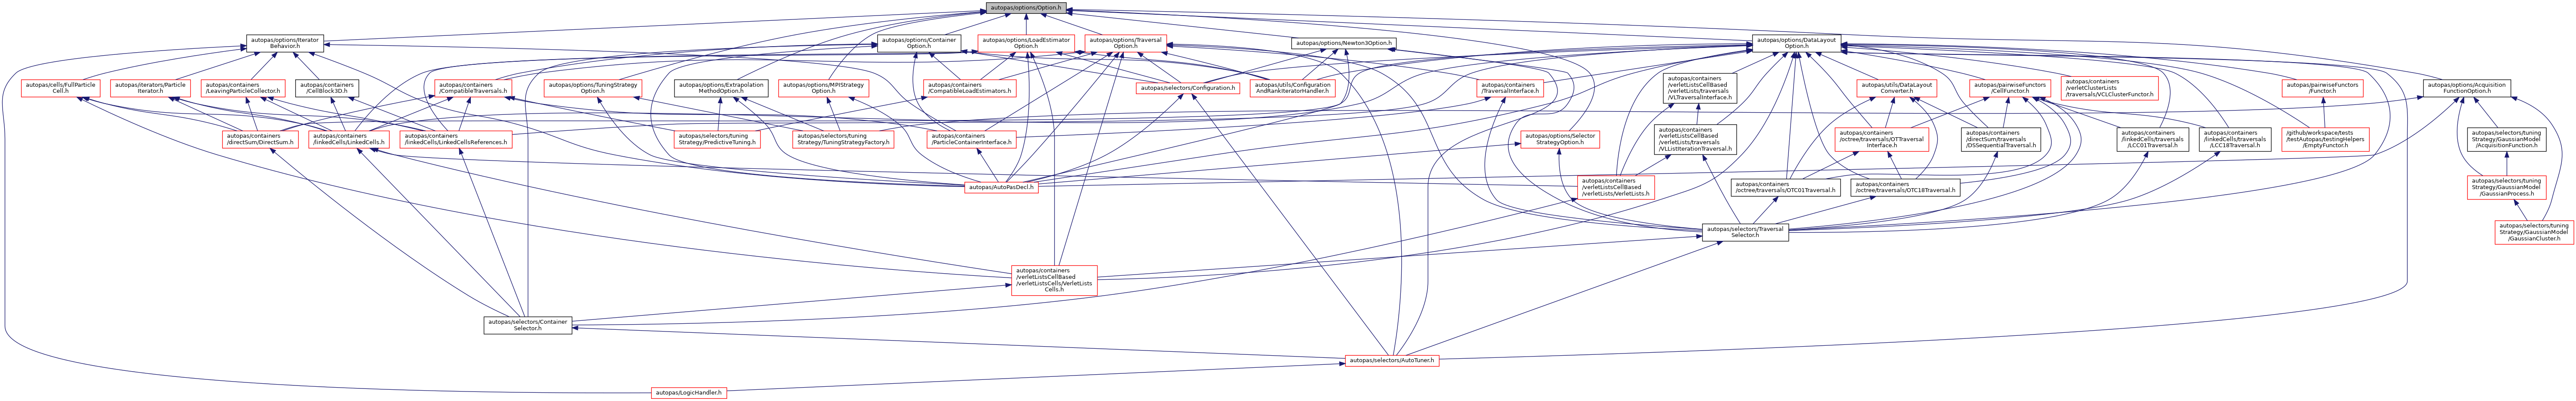 autopas/options/Option.h
autopas/options/Iterator
Behavior.h
autopas/options/Container
Option.h
autopas/options/LoadEstimator
Option.h
autopas/options/Traversal
Option.h
autopas/options/Newton3Option.h
autopas/options/DataLayout
Option.h
autopas/cells/FullParticle
Cell.h
autopas/iterators/Particle
Iterator.h
autopas/containers
/LeavingParticleCollector.h
autopas/containers
/CellBlock3D.h
autopas/containers
/CompatibleTraversals.h
autopas/options/TuningStrategy
Option.h
autopas/options/Extrapolation
MethodOption.h
autopas/options/MPIStrategy
Option.h
autopas/containers
/CompatibleLoadEstimators.h
autopas/selectors/Configuration.h
autopas/utils/Configuration
AndRankIteratorHandler.h
autopas/containers
/TraversalInterface.h
autopas/containers
/verletListsCellBased
/verletLists/traversals
/VLTraversalInterface.h
autopas/utils/DataLayout
Converter.h
autopas/pairwiseFunctors
/CellFunctor.h
autopas/containers
/verletClusterLists
/traversals/VCLClusterFunctor.h
autopas/pairwiseFunctors
/Functor.h
autopas/options/Acquisition
FunctionOption.h
autopas/containers
/directSum/DirectSum.h
autopas/containers
/linkedCells/LinkedCells.h
autopas/containers
/linkedCells/LinkedCellsReferences.h
autopas/selectors/tuning
Strategy/PredictiveTuning.h
autopas/selectors/tuning
Strategy/TuningStrategyFactory.h
autopas/containers
/ParticleContainerInterface.h
autopas/options/Selector
StrategyOption.h
autopas/containers
/verletListsCellBased
/verletLists/traversals
/VLListIterationTraversal.h
autopas/containers
/octree/traversals/OTTraversal
Interface.h
autopas/containers
/directSum/traversals
/DSSequentialTraversal.h
autopas/containers
/linkedCells/traversals
/LCC01Traversal.h
autopas/containers
/linkedCells/traversals
/LCC18Traversal.h
/github/workspace/tests
/testAutopas/testingHelpers
/EmptyFunctor.h
autopas/selectors/tuning
Strategy/GaussianModel
/AcquisitionFunction.h
autopas/AutoPasDecl.h
autopas/containers
/verletListsCellBased
/verletLists/VerletLists.h
autopas/containers
/octree/traversals/OTC01Traversal.h
autopas/containers
/octree/traversals/OTC18Traversal.h
autopas/selectors/tuning
Strategy/GaussianModel
/GaussianProcess.h
autopas/selectors/Traversal
Selector.h
autopas/selectors/tuning
Strategy/GaussianModel
/GaussianCluster.h
autopas/containers
/verletListsCellBased
/verletListsCells/VerletLists
Cells.h
autopas/selectors/Container
Selector.h
autopas/selectors/AutoTuner.h
autopas/LogicHandler.h